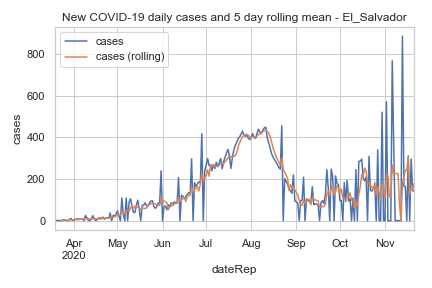 New COVID-19 daily cases and 5 day rolling mean - El_Salvador
cases
cases (rolling)
cases
800
600
400
200
0
Apr May Jun Jul Aug Sep Oct Nov
2020
dateRep